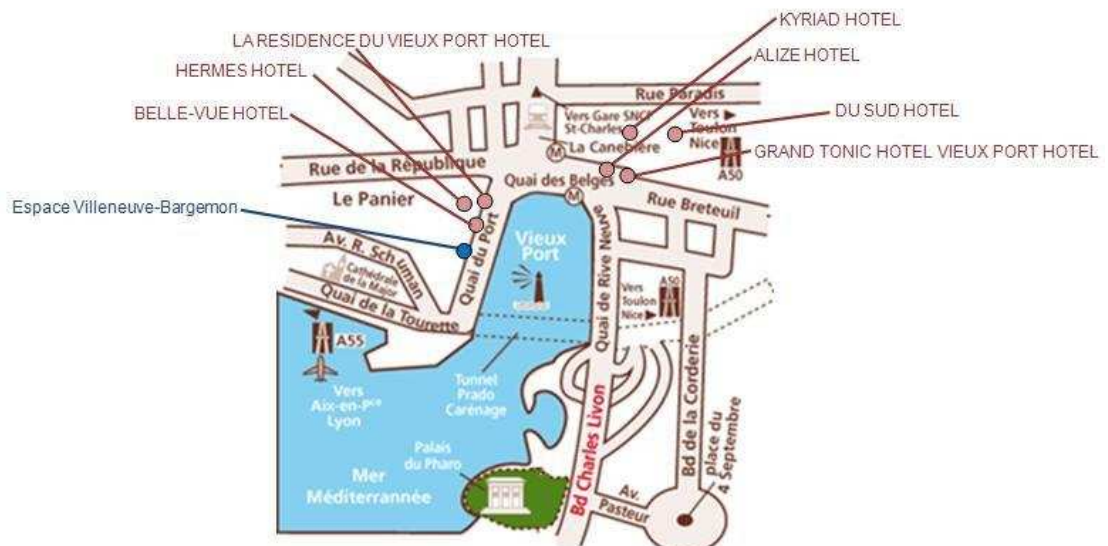 KYRIAD HOTEL
LA RESIDENCE DU VIEUX PORT HOTEL
ALIZE HOTEL
HERMES HOTEL
BELLE-VUE HOTEL
DU SUD HOTEL
GRAND TONIC HOTEL VIEUX PORT HOTEL
Espace Villeneuve-Bargemon
Rue Paradis
Vers Gare SNCF
St-Charles
Vers
Toulon
Nice
A50
La Canebière
M
Rue de la République
Quai des Belges
M
Le Panier
Rue Breteuil
Quai du Port
Vieux
Port
Quai de Rive Neuve
Av. R. Schuman
Cathédrale
de la Major
Quai de la Tourette
A50
Vers
Toulon
Nice
A55
Vers
Aix-en-Pce
Lyon
Tunnel
Prado
Carénage
Bd de la Corderie
place du
4 Septembre
Bd Charles Livon
Palais
du Pharo
Mer
Méditerrannée
Av.
Pasteur